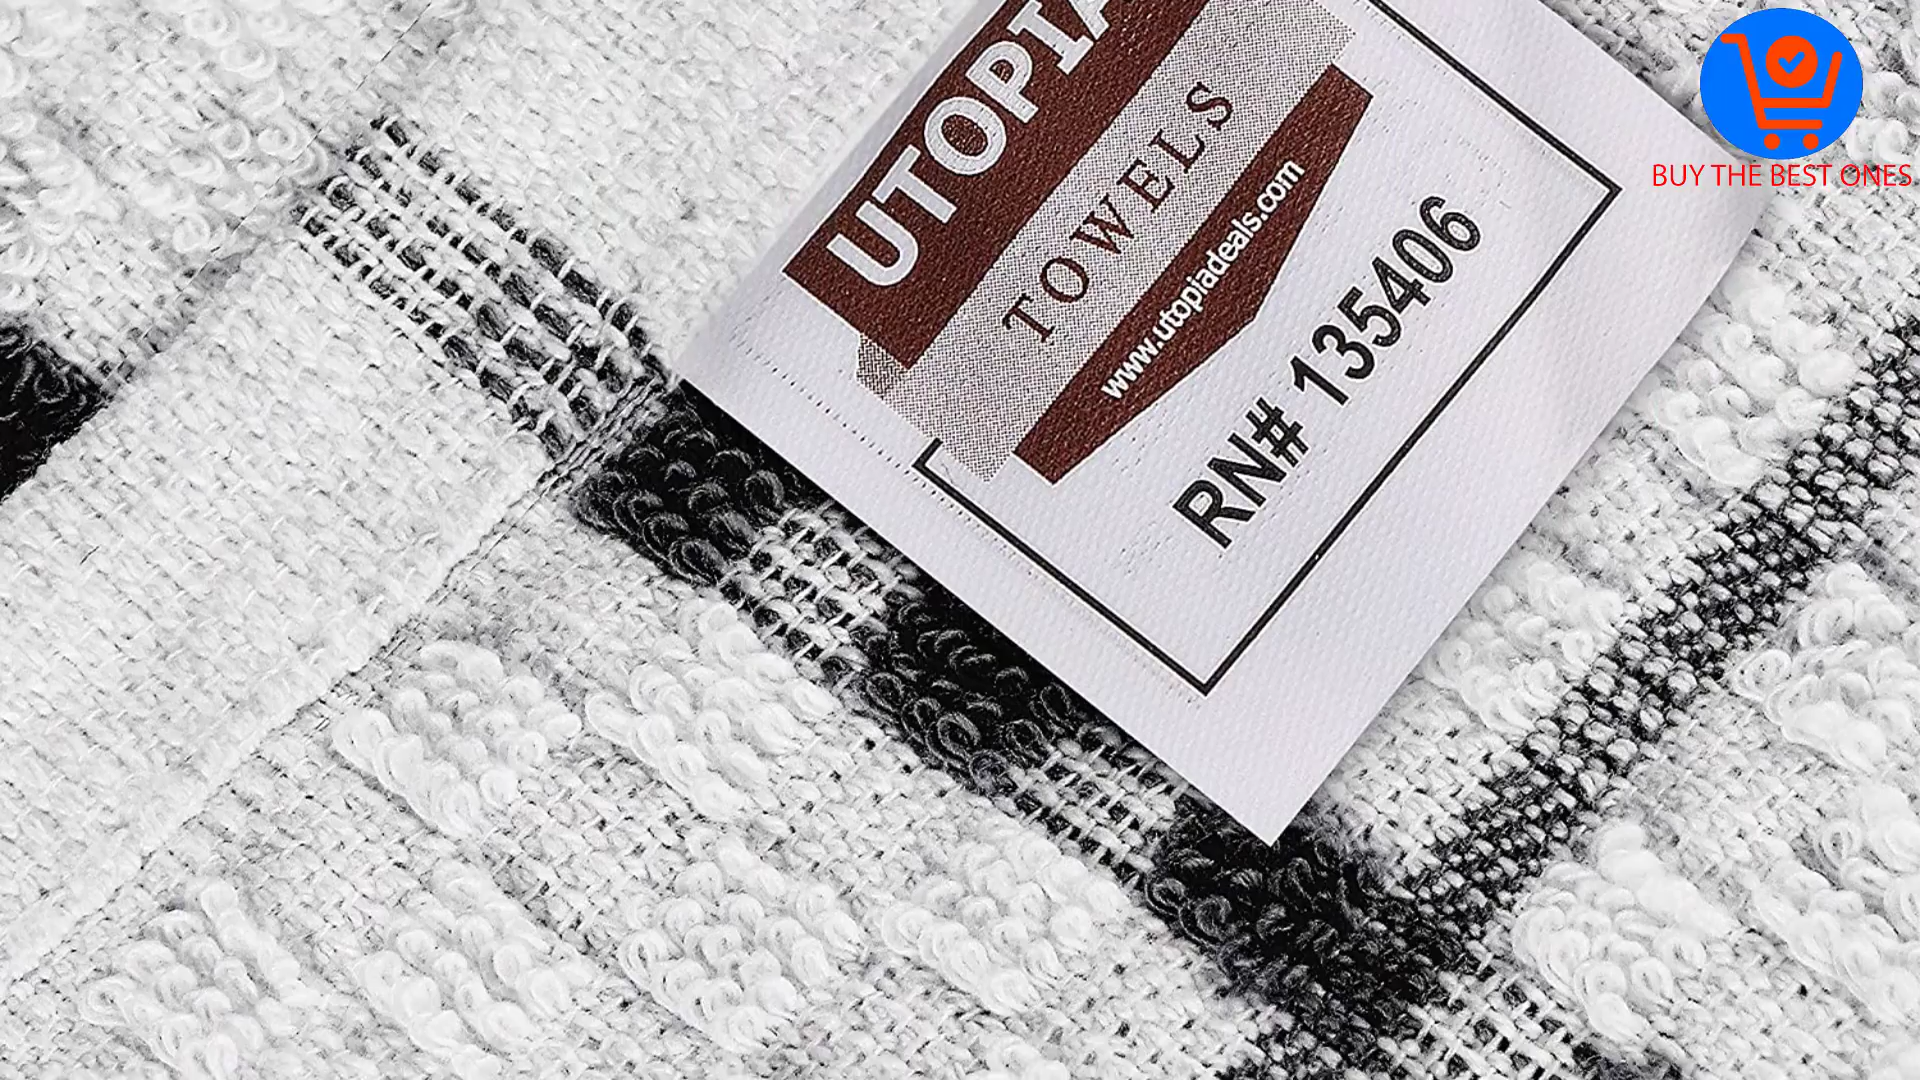 UTOPIA
TOWELS
www.utopiadeals.com
RN# 135406
BUY THE BEST ONES